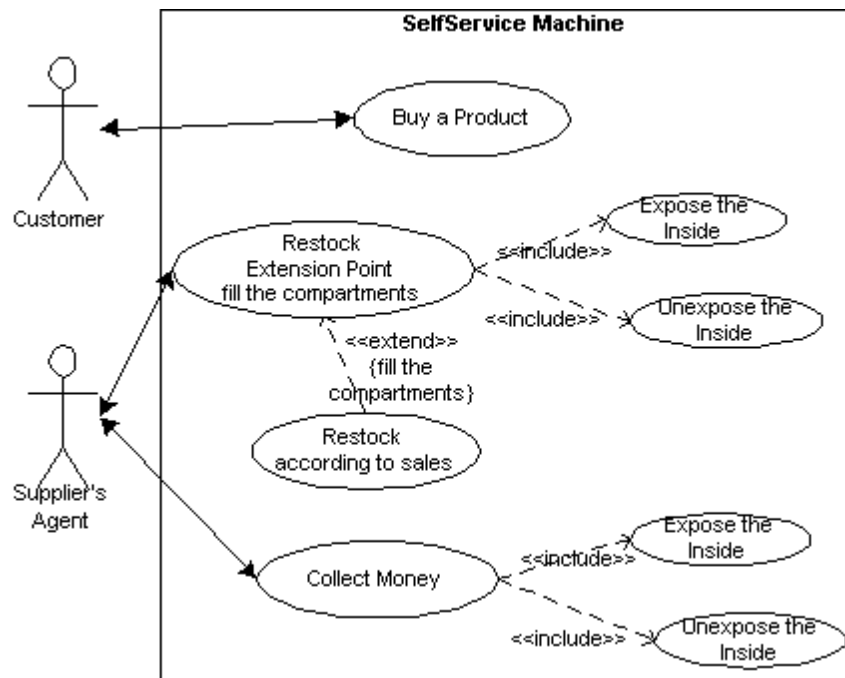 SelfService Machine
Buy a Product
Customer
Restock
Extension Point
fill the compartments
Expose the
Inside
<<include>>
<<include>>
Unexpose the
Inside
<<extend>>
{fill the
compartments}
Restock
according to sales
Supplier's
Agent
Collect Money
Expose the
Inside
<<include>>
<<include>>
Unexpose the
Inside